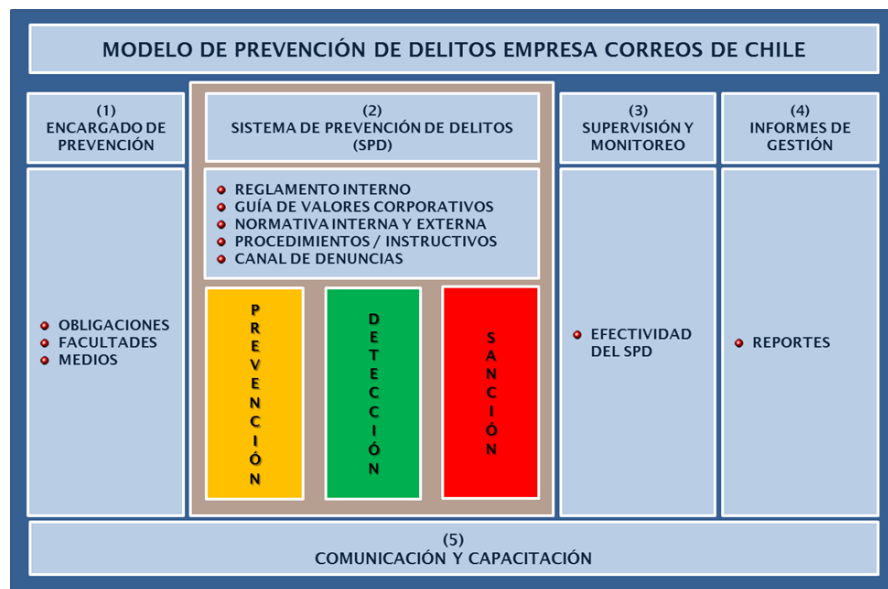 MODELO DE PREVENCIÓN DE DELITOS EMPRESA CORREOS DE CHILE
(1)
ENCARGADO DE
PREVENCIÓN
OBLIGACIONES
FACULTADES
MEDIOS
(2)
SISTEMA DE PREVENCIÓN DE DELITOS
(SPD)
REGLAMENTO INTERNO
GUÍA DE VALORES CORPORATIVOS
NORMATIVA INTERNA Y EXTERNA
PROCEDIMIENTOS / INSTRUCTIVOS
CANAL DE DENUNCIAS
PREVENCIÓN
DETECCIÓN
SANCIÓN
(3)
SUPERVISIÓN Y
MONITOREO
EFECTIVIDAD
DEL SPD
(4)
INFORMES DE
GESTIÓN
REPORTES
(5)
COMUNICACIÓN Y CAPACITACIÓN